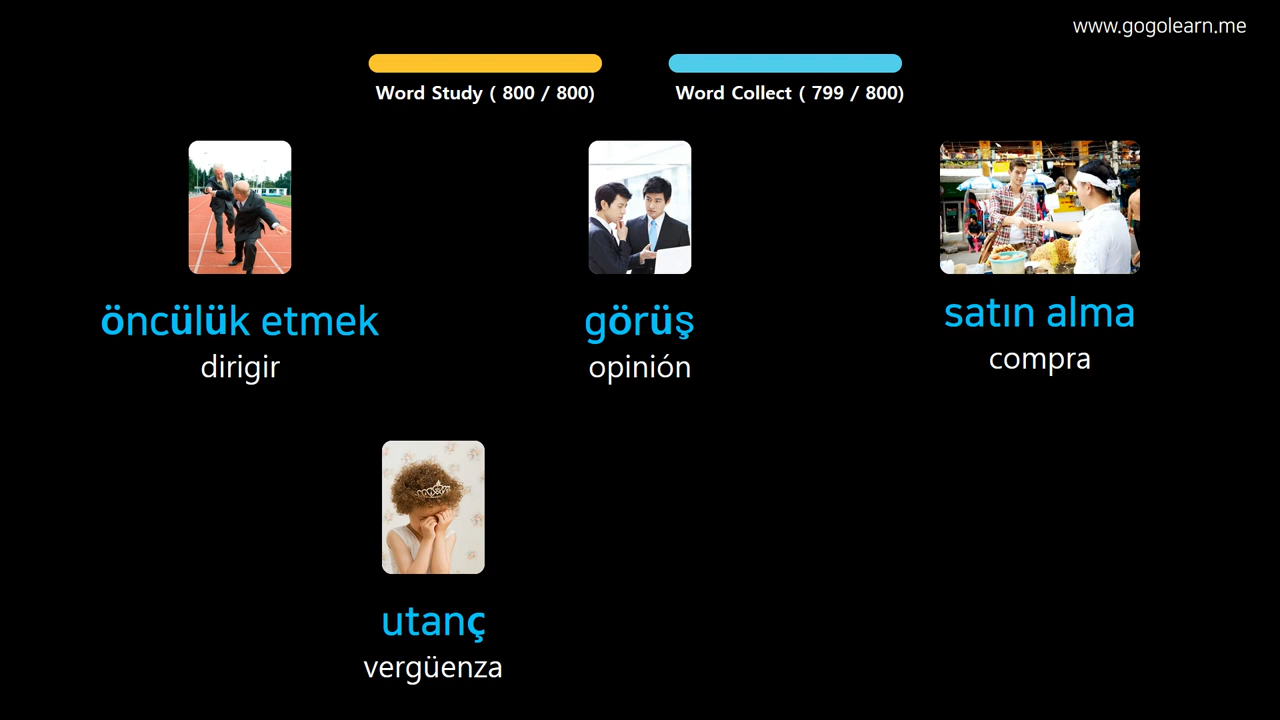 www.gogolearn.me
Word Study ( 800 / 800)
Word Collect ( 799 / 800)
öncülük etmek
dirigir
görüş
opinión
satın alma
compra
utanç
vergüenza